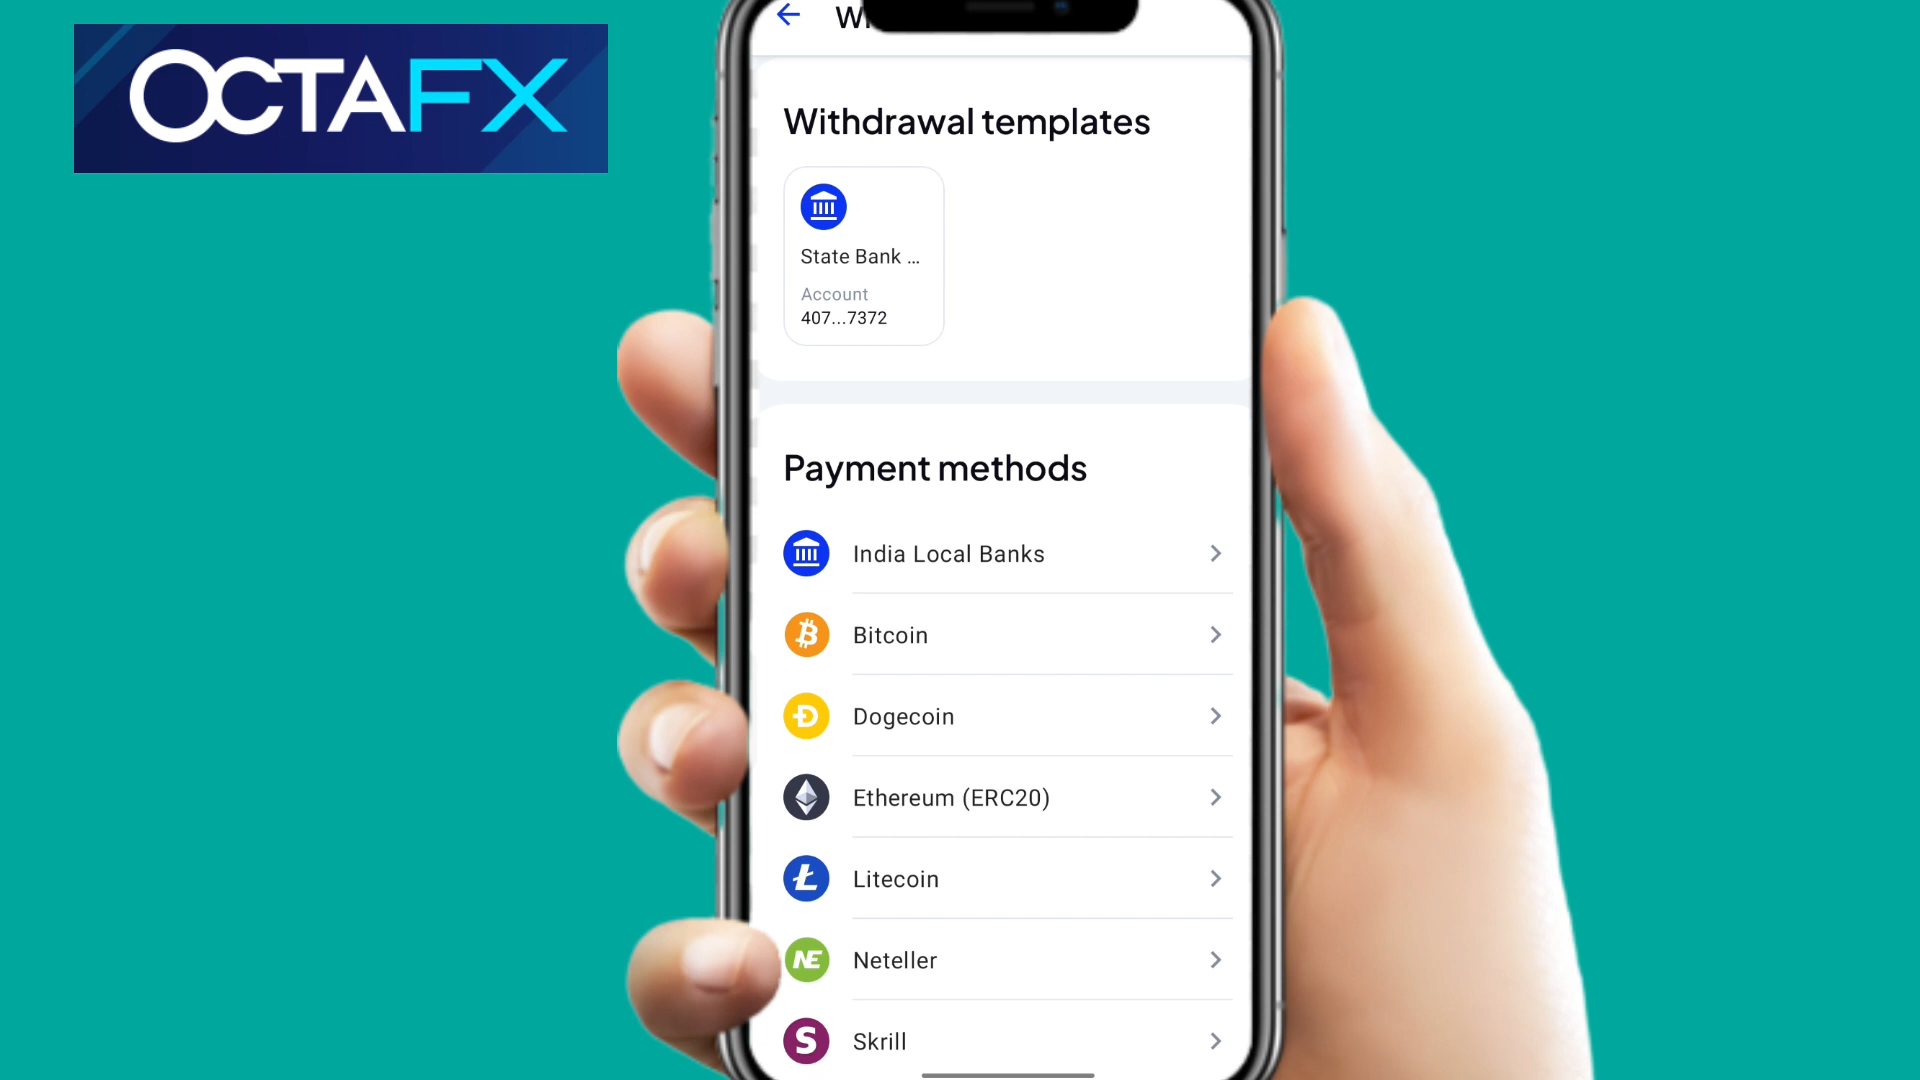 OCTAFX
Withdrawal templates
State Bank ...
Account
407...7372
Payment methods
India Local Banks
Bitcoin
Dogecoin
Ethereum (ERC20)
Litecoin
NE
Neteller
S
Skrill